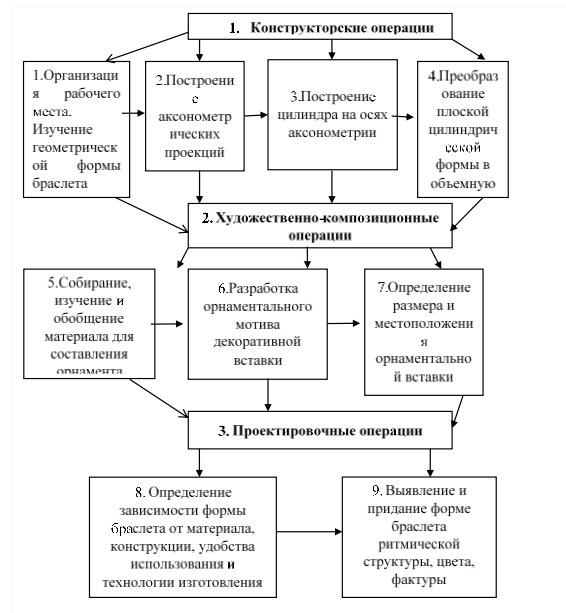 1. Конструкторские операции
1.Организаци
я рабочего
места.
Изучение
геометрическ
ой формы
браслета
2.Построени
е
аксонометр
ических
проекций
3.Построение
цилиндра на осях
аксонометрии
4.Преобраз
ование
плоской
цилиндрич
еской
формы в
объемную
2. Художественно-композиционные
операции
5.Собирание,
изучение и
обобщение
материала для
составления
орнамента
6.Разработка
орнаментального
мотива
декоративной
вставки
7.Определение
размера и
местоположени
я
орнаментально
й вставки
3. Проектировочные операции
8. Определение
зависимости формы
браслета от материала,
конструкции, удобства
использования и
технологии изготовления
9. Выявление и
придание форме
браслета
ритмической
структуры, цвета,
фактуры